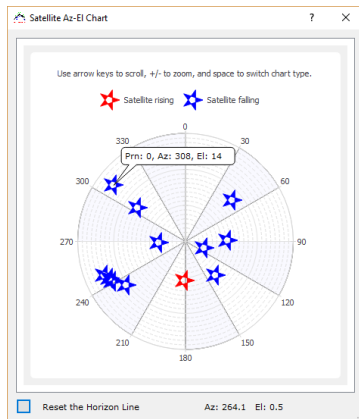 Satellite Az-El Chart ? X
Use arrow keys to scroll, +/- to zoom, and space to switch chart type.
Satellite rising Satellite falling
0
330 30
Prn: 0, Az: 308, El: 14
300 60
270 90
240 120
210 150
180
Reset the Horizon Line Az: 264.1 El: 0.5